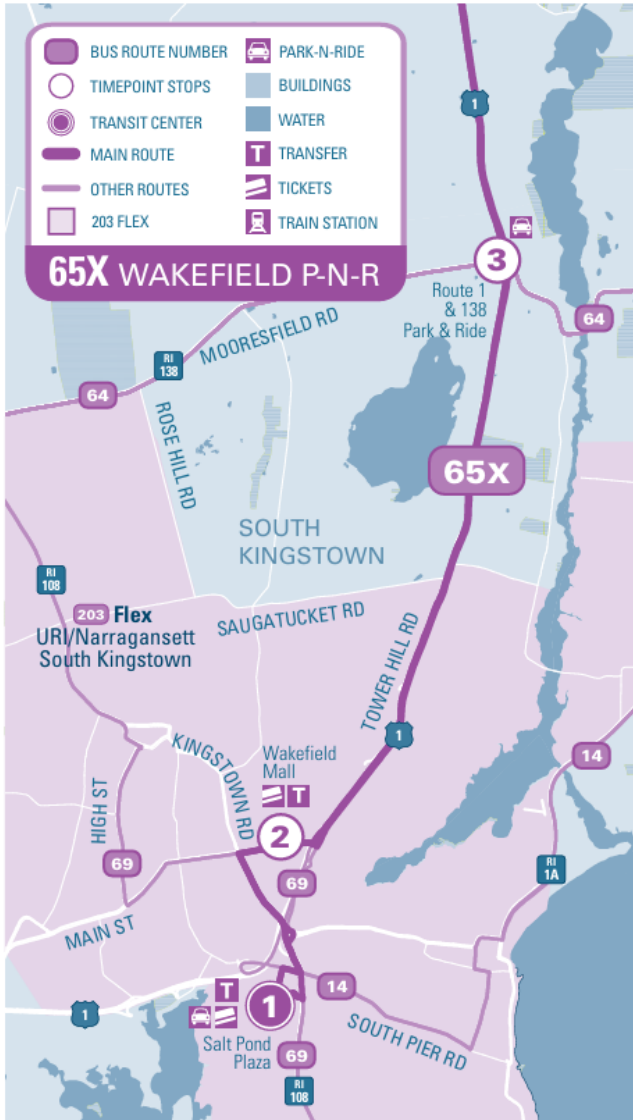 BUS ROUTE NUMBER
TIMEPOINT STOPS
TRANSIT CENTER
MAIN ROUTE
OTHER ROUTES
203 FLEX
PARK-N-RIDE
BUILDINGS
WATER
T TRANSFER
TICKETS
TRAIN STATION
65X WAKEFIELD P-N-R
1
3
Route 1
& 138
Park & Ride
64
MOORESFIELD RD
RI
138
64
ROSE HILL RD
65X
SOUTH
KINGSTOWN
RI
108
203 Flex
URI/Narragansett
South Kingstown
SAUGATUCKET RD
TOWER HILL RD
1
KINGSTOWN RD
Wakefield
Mall
T
14
HIGH ST
2
69
69
RI
1A
MAIN ST
T
1
14
1
SOUTH PIER RD
Salt Pond
Plaza
69
RI
108